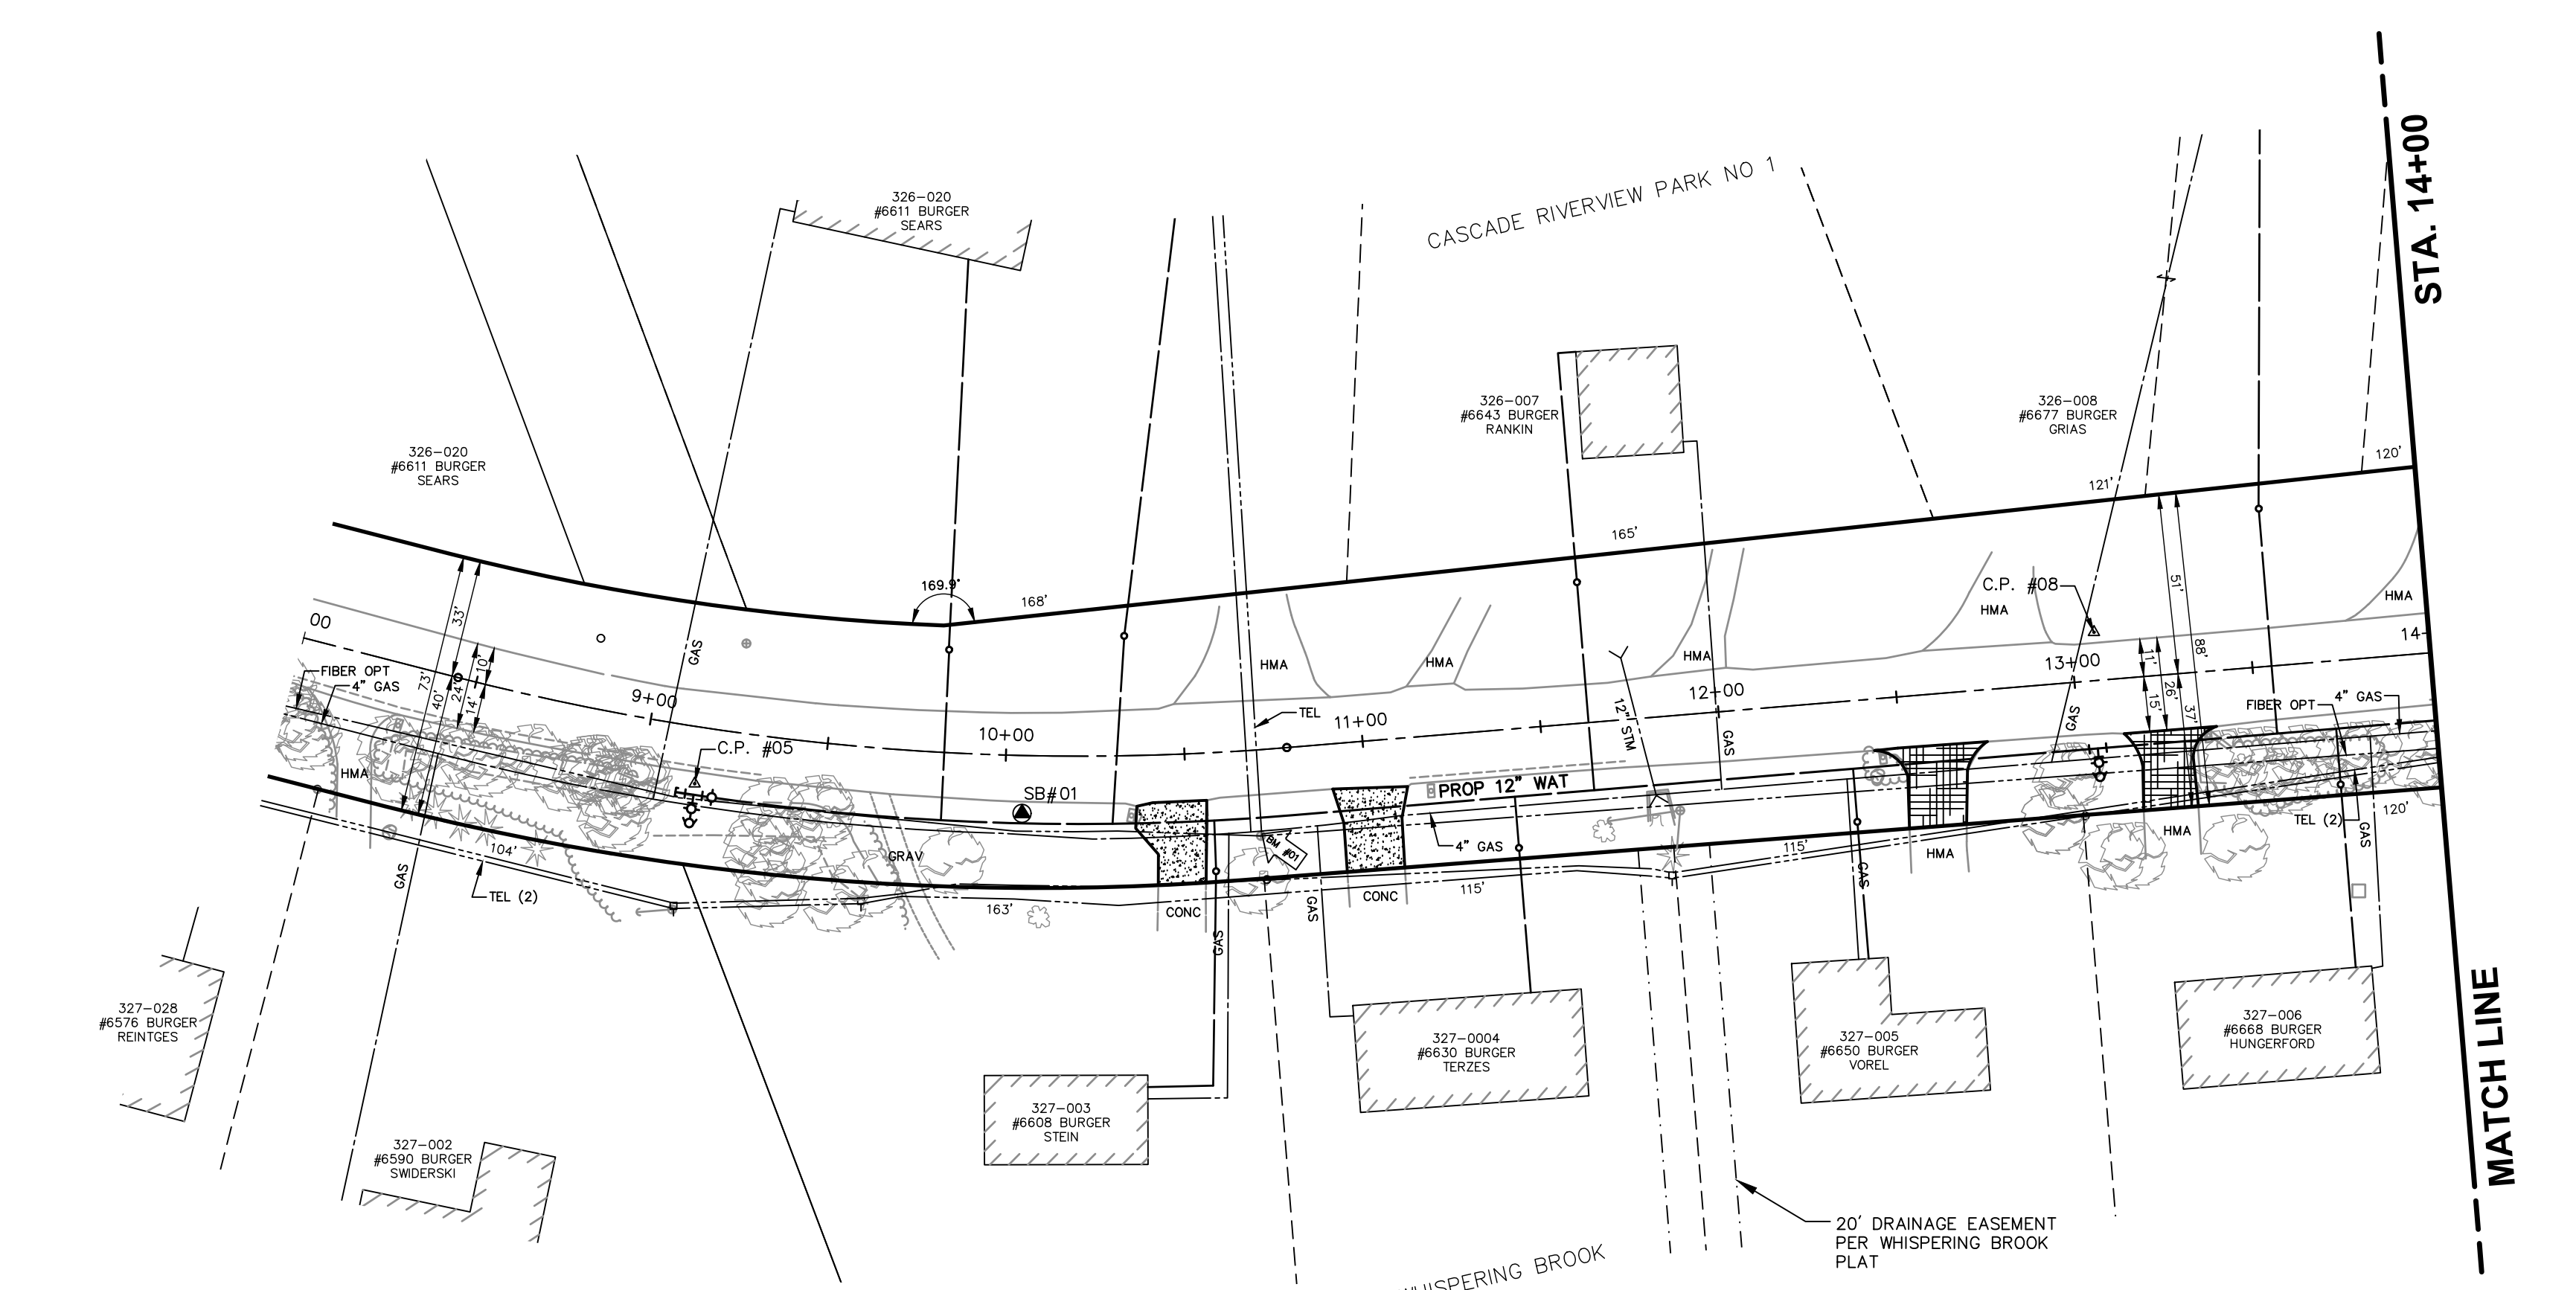 STA. 14+00
CASCADE RIVERVIEW PARK NO 1
326-020
#6611 BURGER
SEARS
326-007
#6643 BURGER
RANKIN
326-008
#6677 BURGER
GRIAS
326-020
#6611 BURGER
SEARS
120'
121'
165'
168'
169.9°
C.P. #08
HMA
HMA
HMA
HMA
HMA
51'
88'
11'
26'
15'
37'
33'
10'
73'
40'
24'
14'
00
9+00
10+00
11+00
12+00
13+00
14
GAS
FIBER OPT
4" GAS
HMA
C.P. #05
SB#01
TEL
12" STM
GAS
GAS
FIBER OPT
4" GAS
PROP 12" WAT
4" GAS
BM #01
GRAV
104'
TEL (2)
GAS
163'
CONC
GAS
GAS
CONC
115'
115'
GAS
HMA
HMA
TEL (2)
GAS
120'
327-028
#6576 BURGER
REINTGES
327-002
#6590 BURGER
SWIDERSKI
327-003
#6608 BURGER
STEIN
327-0004
#6630 BURGER
TERZES
327-005
#6650 BURGER
VOREL
327-006
#6668 BURGER
HUNGERFORD
MATCH LINE
20' DRAINAGE EASEMENT
PER WHISPERING BROOK
PLAT
WHISPERING BROOK